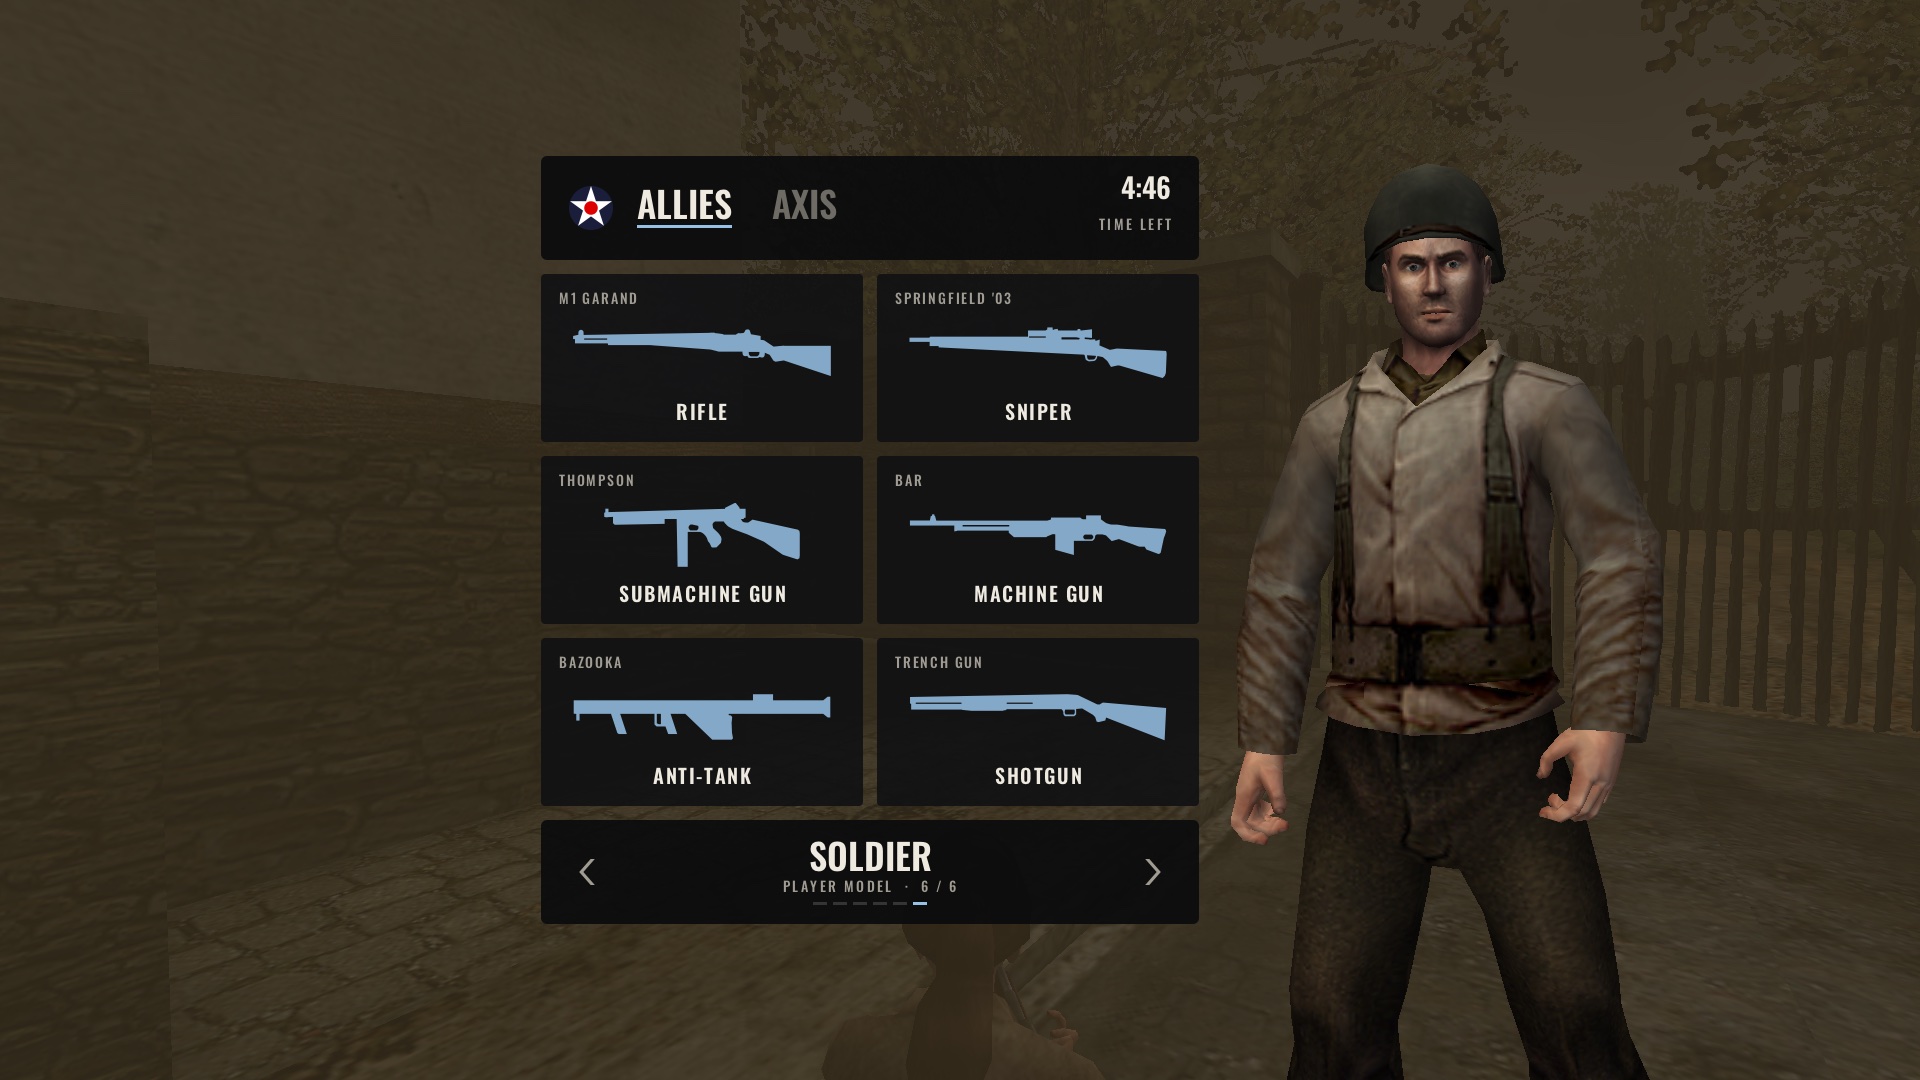 ALLIES AXIS
4:46
TIME LEFT
M1 GARAND
RIFLE
SPRINGFIELD '03
SNIPER
THOMPSON
SUBMACHINE GUN
BAR
MACHINE GUN
BAZOOKA
ANTI-TANK
TRENCH GUN
SHOTGUN
SOLDIER
PLAYER MODEL · 6 / 6